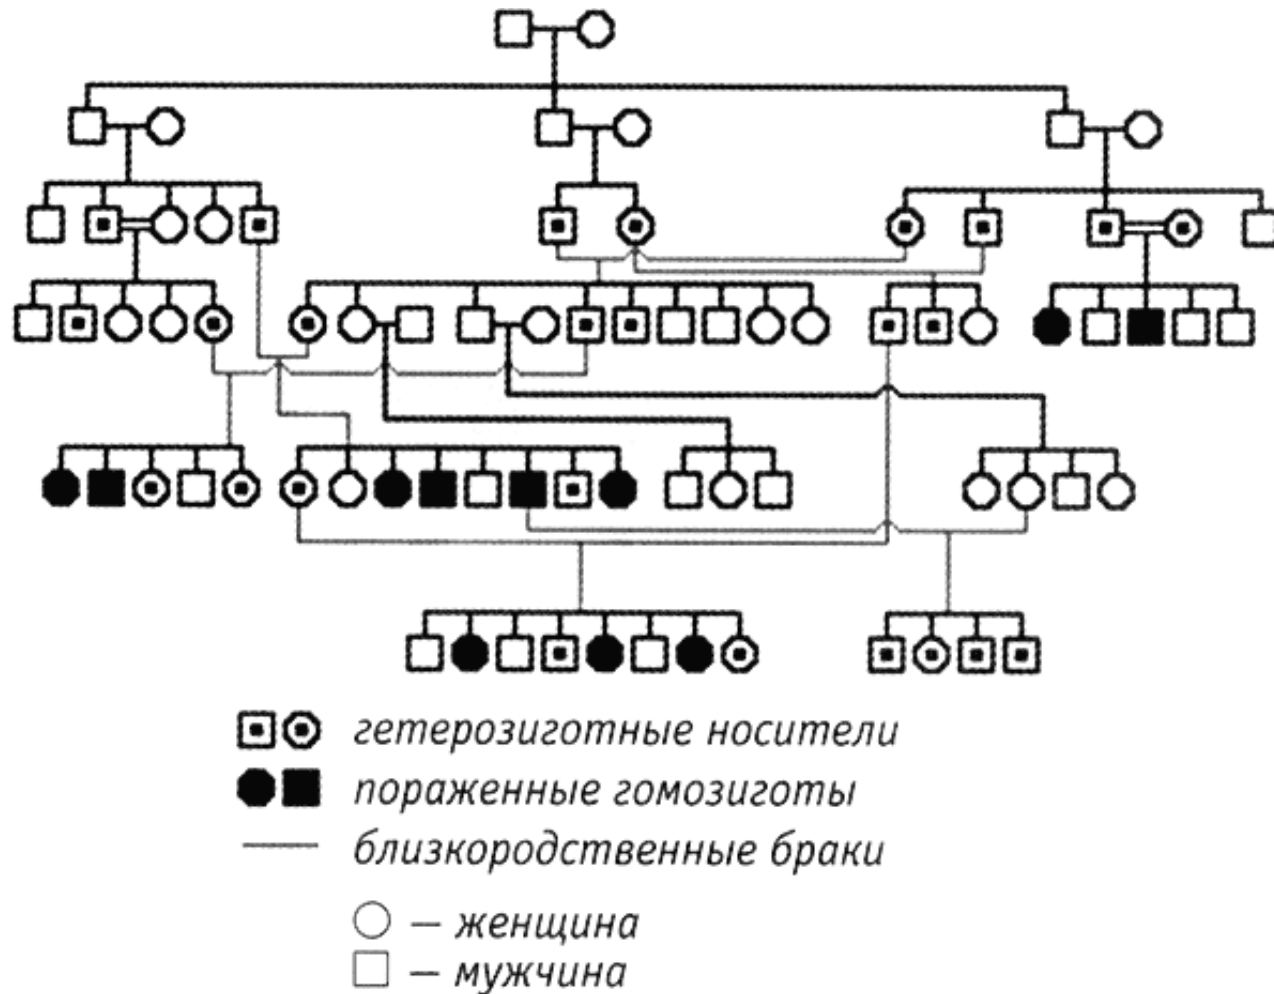 гетерозиготные носители
пораженные гомозиготы
близкородственные браки
— женщина
— мужчина